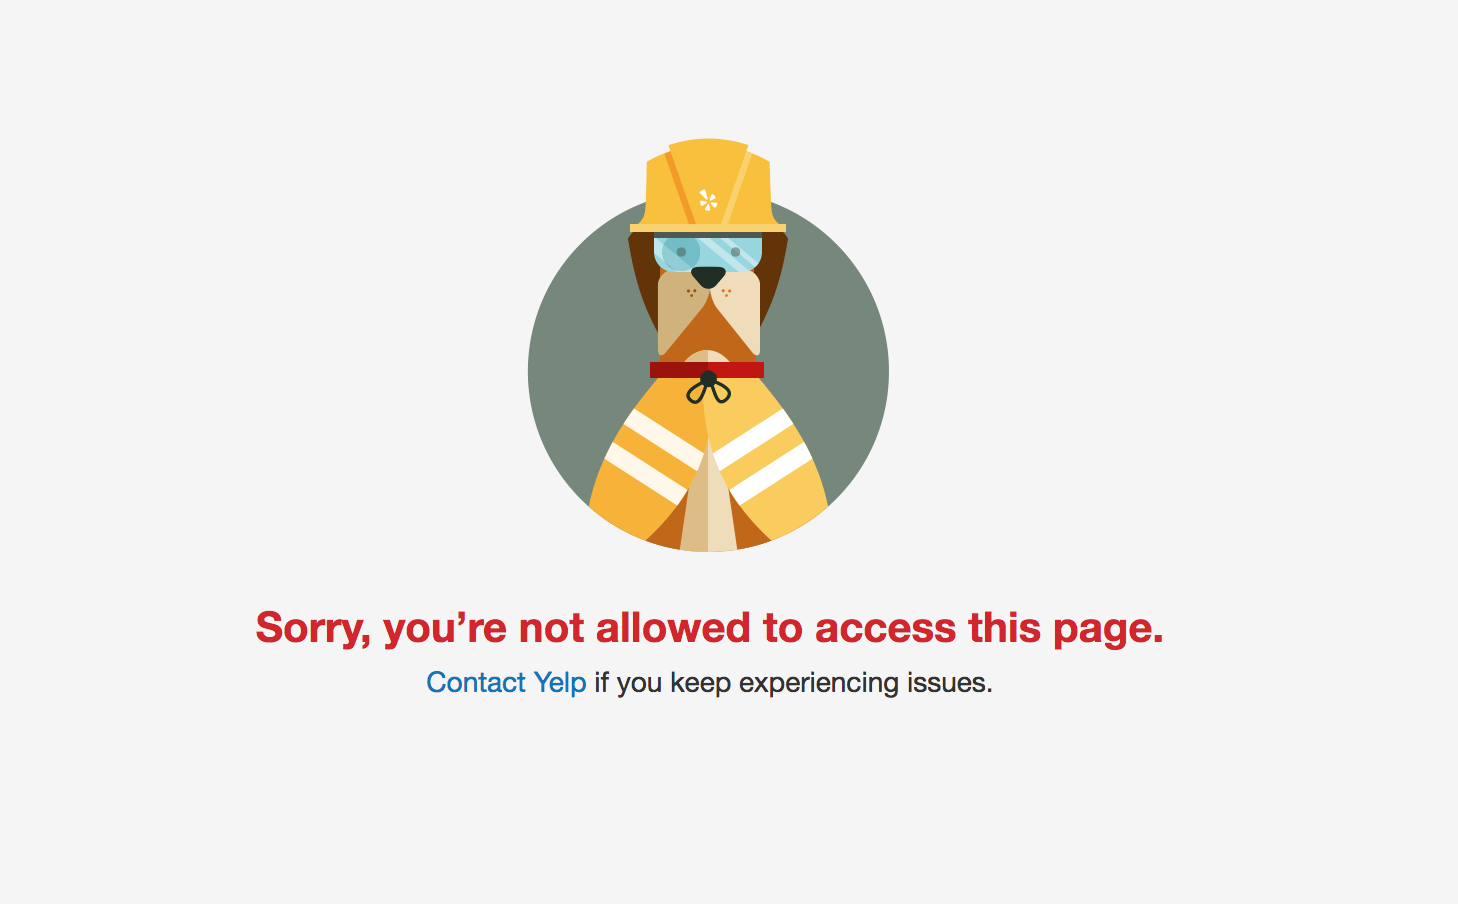 Sorry, you’re not allowed to access this page.
Contact Yelp if you keep experiencing issues.